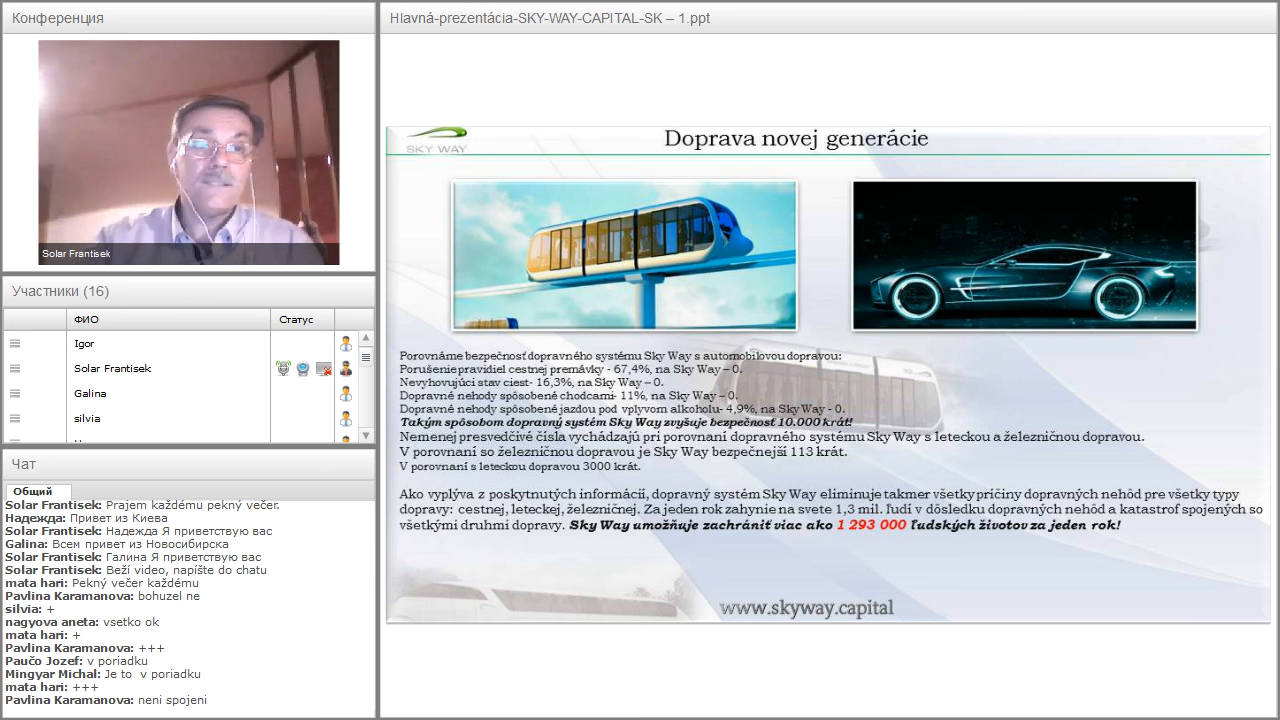 Конференция
Solar Frantisek
Участники (16)
ФИО
Статус
Igor
Solar Frantisek
Galina
silvia
Чат
Общий
Solar Frantisek: Prajem každému pekný večer.
Надежда: Привет из Киева
Solar Frantisek: Надежда Я приветствую вас
Galina: Всем привет из Новосибирска
Solar Frantisek: Галина Я приветствую вас
Solar Frantisek: Beží video, napíšte do chatu
mata hari: Pekný večer každému
Pavlina Karamanova: bohuzel ne
silvia: +
nagyova aneta: vsetko ok
mata hari: +
Pavlina Karamanova: +++
Paučo Jozef: v poriadku
Mingyar Michal: Je to v poriadku
mata hari: +++
Pavlina Karamanova: neni spojeni
Hlavná-prezentácia-SKY-WAY-CAPITAL-SK – 1.ppt
SKY WAY
Doprava novej generácie
Porovnáme bezpečnosť dopravného systému Sky Way s automobilovou dopravou:
Porušenie pravidiel cestnej premávky - 67,4%, na Sky Way – 0.
Nevyhovujúci stav ciest- 16,3%, na Sky Way – 0.
Dopravné nehody spôsobené chodcami- 11%, na Sky Way – 0.
Dopravné nehody spôsobené jazdou pod vplyvom alkoholu- 4,9%, na Sky Way - 0.
Takým spôsobom dopravný systém Sky Way zvyšuje bezpečnosť 10.000 krát!
Nemenej presvedčivé čísla vychádzajú pri porovnaní dopravného systému Sky Way s leteckou a železničnou dopravou.
V porovnaní so železničnou dopravou je Sky Way bezpečnejší 113 krát.
V porovnaní s leteckou dopravou 3000 krát.
Ako vyplýva z poskytnutých informácií, dopravný systém Sky Way eliminuje takmer všetky príčiny dopravných nehôd pre všetky typy
dopravy: cestnej, leteckej, železničnej. Za jeden rok zahynie na svete 1,3 mil. ľudí v dôsledku dopravných nehôd a katastrof spojených so
všetkými druhmi dopravy. Sky Way umožňuje zachrániť viac ako 1 293 000 ľudských životov za jeden rok!
www.skyway.capital